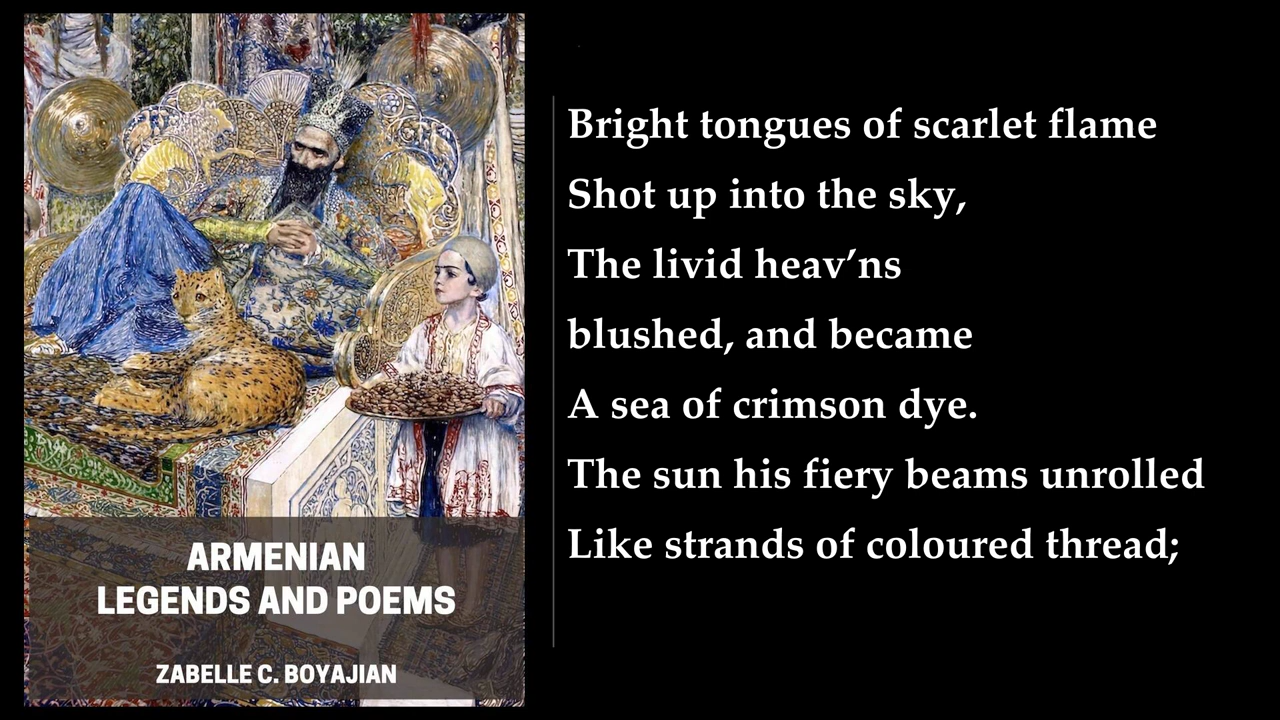 Bright tongues of scarlet flame
Shot up into the sky,
The livid heav’ns
blushed, and became
A sea of crimson dye.
The sun his fiery beams unrolled
Like strands of coloured thread;
ARMENIAN
LEGENDS AND POEMS
ZABELLE C. BOYAJIAN